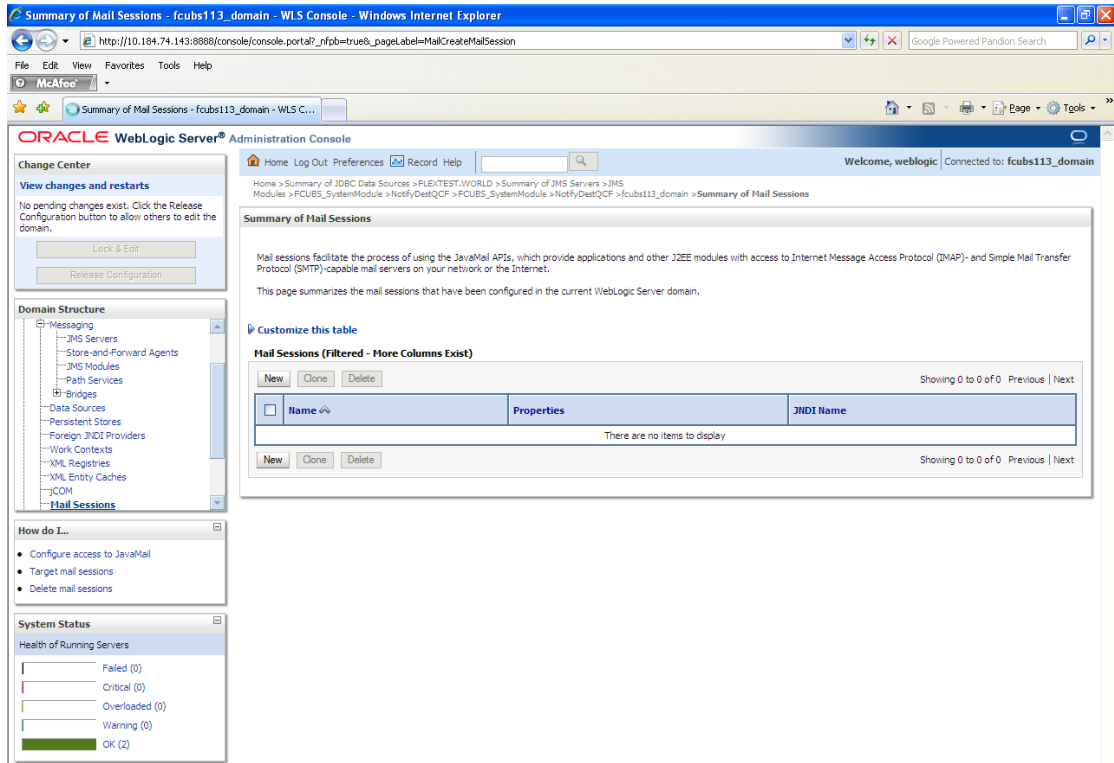 Summary of Mail Sessions - fcubs113_domain - WLS Console - Windows Internet Explorer
http://10.184.74.143:8888/console/console.portal?_nfpb=true&_pageLabel=MailCreateMailSession
Google Powered Pandion Search
File Edit View Favorites Tools Help
McAfee
Summary of Mail Sessions - fcubs113_domain - WLS C...
Page Tools
ORACLE WebLogic Server® Administration Console
Change Center
View changes and restarts
No pending changes exist. Click the Release
Configuration button to allow others to edit the
domain.
Lock & Edit
Release Configuration
Domain Structure
Messaging
JMS Servers
Store-and-Forward Agents
JMS Modules
Path Services
Bridges
Data Sources
Persistent Stores
Foreign JNDI Providers
Work Contexts
XML Registries
XML Entity Caches
jCOM
Mail Sessions
How do I...
Configure access to JavaMail
Target mail sessions
Delete mail sessions
System Status
Health of Running Servers
Failed (0)
Critical (0)
Overloaded (0)
Warning (0)
OK (2)
Home Log Out Preferences Record Help
Welcome, weblogic Connected to: fcubs113_domain
Home >Summary of JDBC Data Sources >FLEXTEST.WORLD >Summary of JMS Servers >JMS
Modules >FCUBS_SystemModule >NotifyDestQCF >FCUBS_SystemModule >NotifyDestQCF >fcubs113_domain >Summary of Mail Sessions
Summary of Mail Sessions
Mail sessions facilitate the process of using the JavaMail APIs, which provide applications and other J2EE modules with access to Internet Message Access Protocol (IMAP)- and Simple Mail Transfer
Protocol (SMTP)-capable mail servers on your network or the Internet.
This page summarizes the mail sessions that have been configured in the current WebLogic Server domain.
Customize this table
Mail Sessions (Filtered - More Columns Exist)
New Clone Delete Showing 0 to 0 of 0 Previous | Next
Name Properties JNDI Name
There are no items to display
New Clone Delete Showing 0 to 0 of 0 Previous | Next